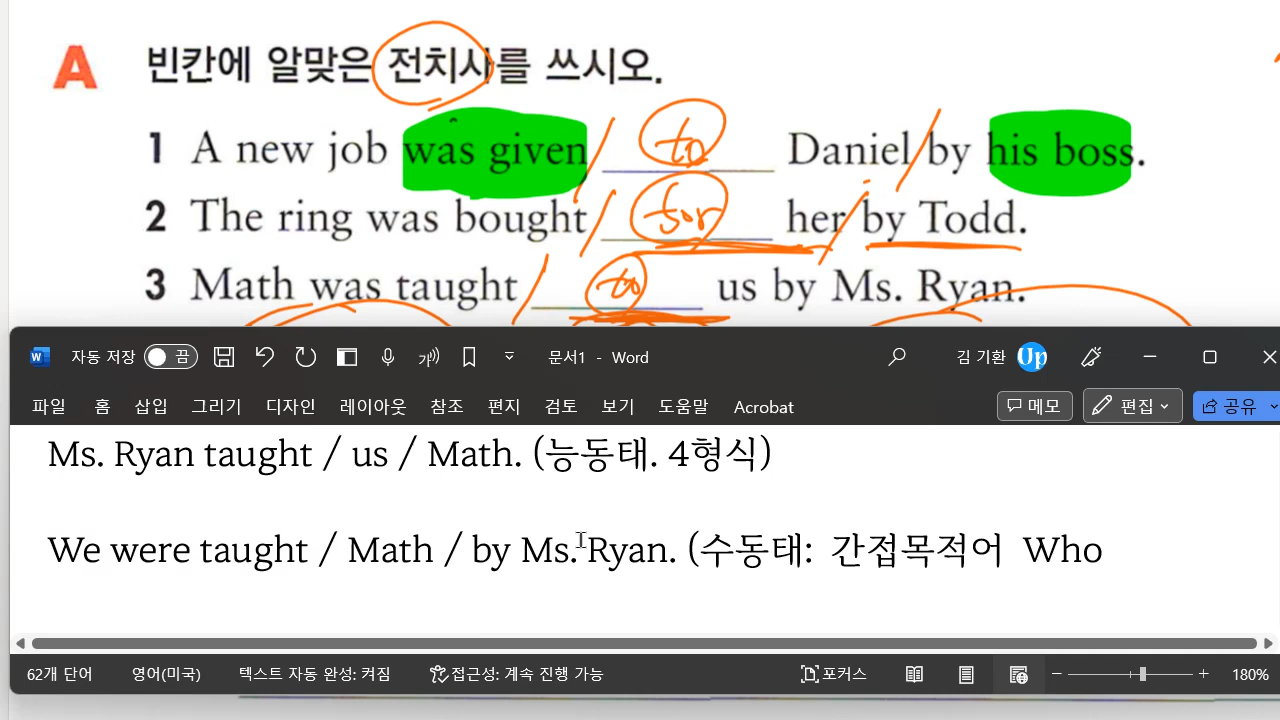 A 빈칸에 알맞은 전치사를 쓰시오.
1 A new job was given / to Daniel / by his boss.
2 The ring was bought / for her / by Todd.
3 Math was taught / to us by Ms. Ryan.
자동 저장 끔 가)) 문서1 - Word 김 기환 Up
파일 홈 삽입 그리기 디자인 레이아웃 참조 편지 검토 보기 도움말 Acrobat 메모 편집 공유
Ms. Ryan taught / us / Math. (능동태. 4형식)
We were taught / Math / by Ms. Ryan. (수동태: 간접목적어 Who
62개 단어 영어(미국) 텍스트 자동 완성: 켜짐 접근성: 계속 진행 가능 포커스 180%